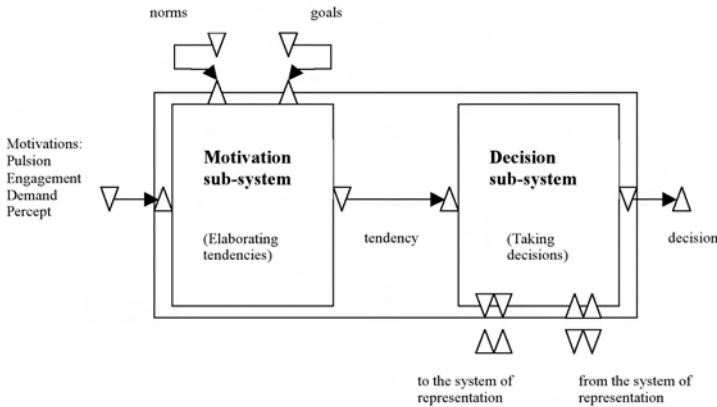 norms
goals
Motivations:
Pulsion
Engagement
Demand
Percept
Motivation
sub-system
(Elaborating
tendencies)
tendency
Decision
sub-system
(Taking
decisions)
decision
to the system of
representation
from the system of
representation